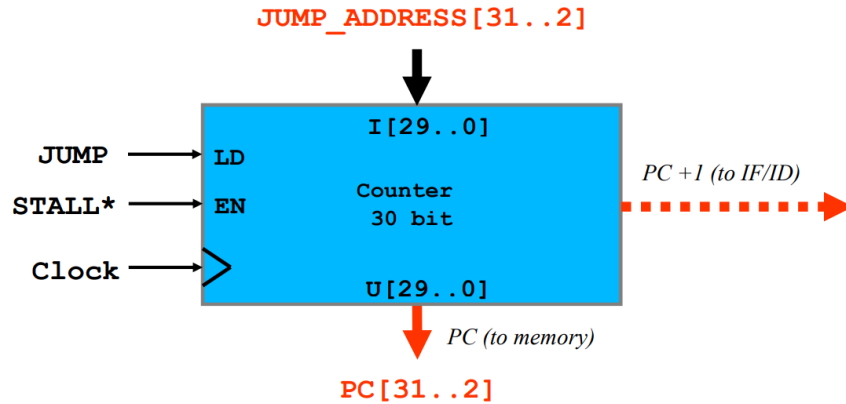 JUMP_ADDRESS[31..2]
I[29..0]
JUMP
LD
PC +1 (to IF/ID)
STALL*
EN
Counter
30 bit
Clock
U[29..0]
PC (to memory)
PC[31..2]